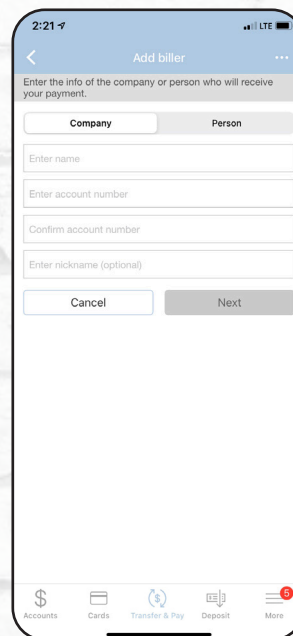 2:21 LTE
Add biller
Enter the info of the company or person who will receive
your payment.
Company Person
Enter name
Enter account number
Confirm account number
Enter nickname (optional)
Cancel Next
5
Accounts Cards Transfer & Pay Deposit More